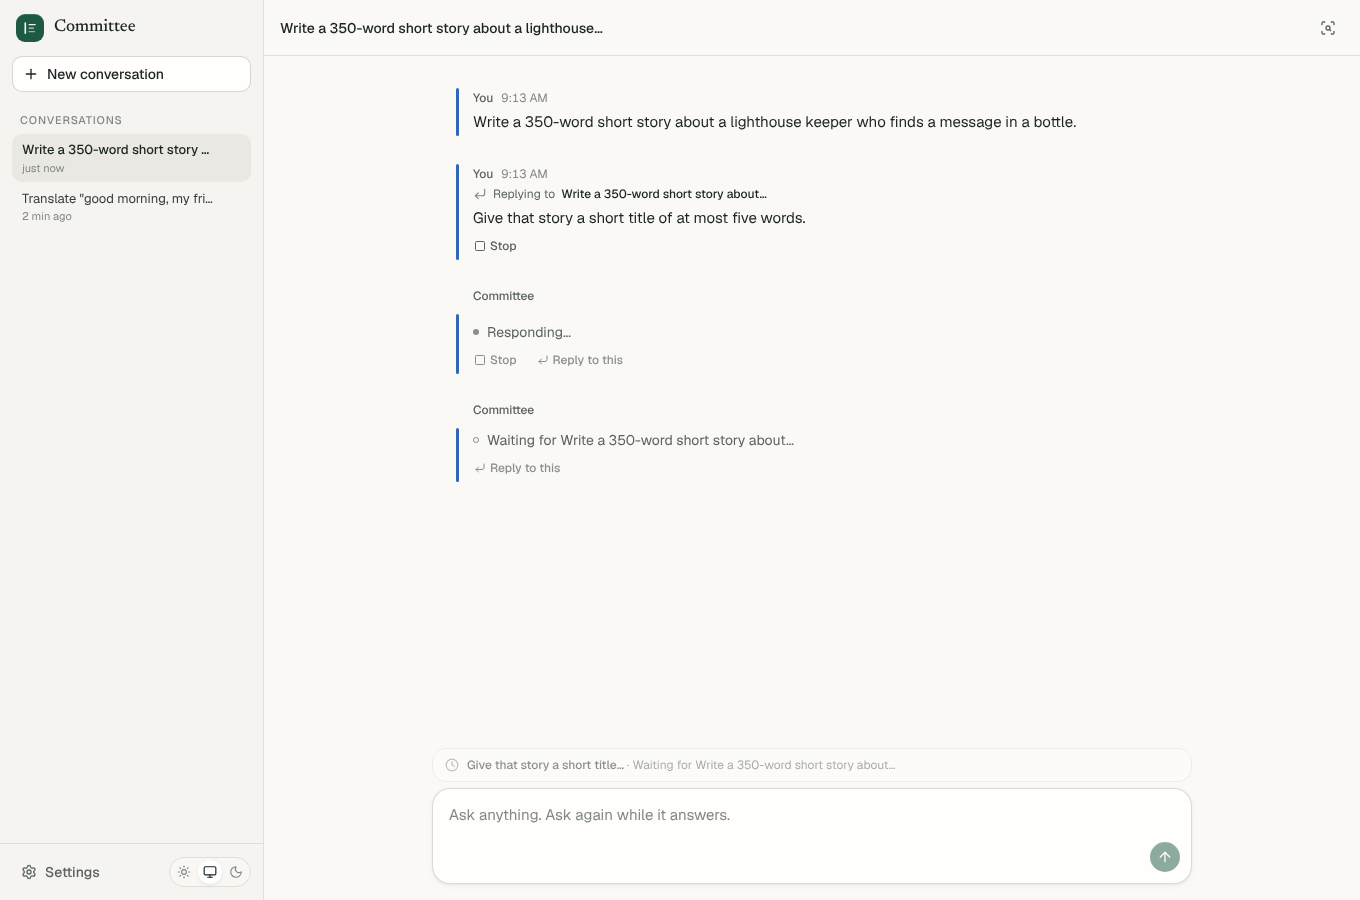 Committee
New conversation
CONVERSATIONS
Write a 350-word short story ...
just now
Translate "good morning, my fri...
2 min ago
Settings
Write a 350-word short story about a lighthouse...
You 9:13 AM
Write a 350-word short story about a lighthouse keeper who finds a message in a bottle.
You 9:13 AM
Replying to Write a 350-word short story about...
Give that story a short title of at most five words.
Stop
Committee
Responding...
Stop Reply to this
Committee
Waiting for Write a 350-word short story about...
Reply to this
Give that story a short title... · Waiting for Write a 350-word short story about...
Ask anything. Ask again while it answers.